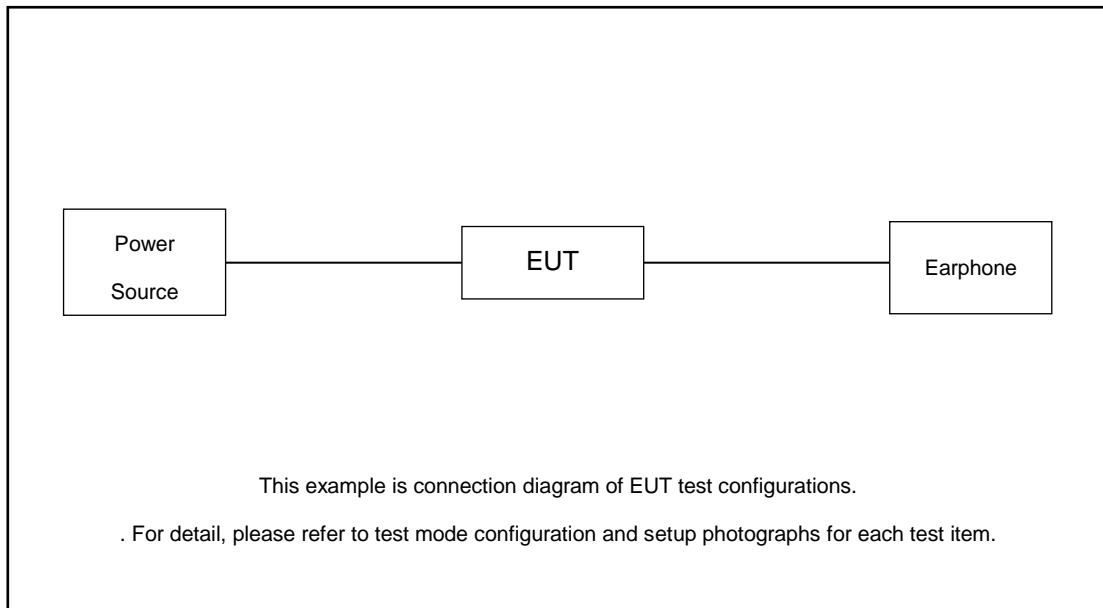 Power
Source
EUT
Earphone
This example is connection diagram of EUT test configurations.
. For detail, please refer to test mode configuration and setup photographs for each test item.